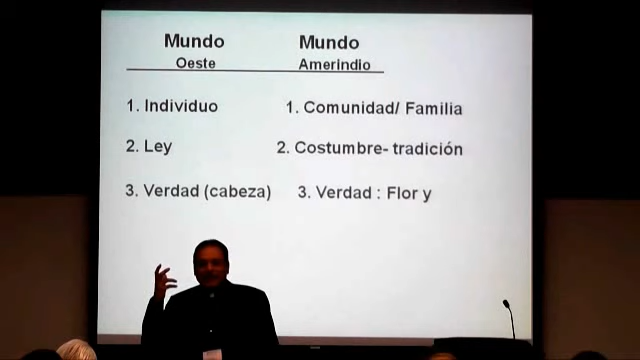 Mundo Mundo
Oeste Amerindio
1. Individuo 1. Comunidad/ Familia
2. Ley 2. Costumbre- tradición
3. Verdad (cabeza) 3. Verdad : Flor y